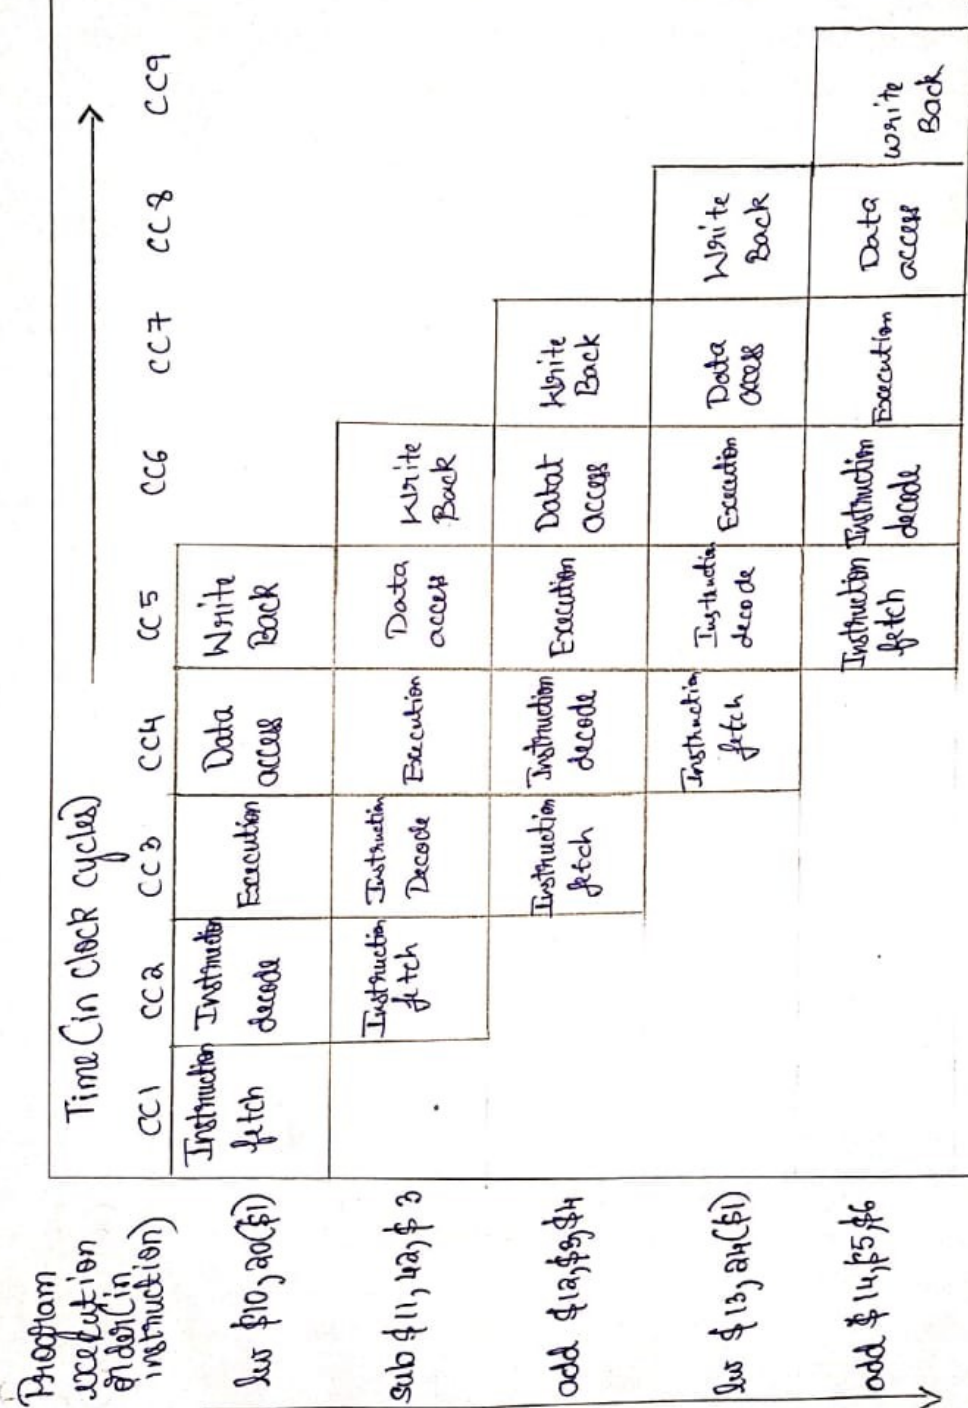 Time (in clock cycles)
CC1 CC2 CC3 CC4 CC5 CC6 CC7 CC8 CC9
Program
execution
order (in
instruction)
lw $10, 20($1)
Instruction
fetch
Instruction
decode
Execution
Data
access
Write
Back
sub $11, 42, $3
Instruction
fetch
Instruction
Decode
Execution
Data
access
Write
Back
add $12, $3, $4
Instruction
fetch
Instruction
decode
Execution
Datat
access
Write
Back
lw $13, 24($1)
Instruction
fetch
Instruction
decode
Execution
Data
access
Write
Back
add $14, $5, $6
Instruction
fetch
Instruction
decode
Execution
Data
access
write
Back